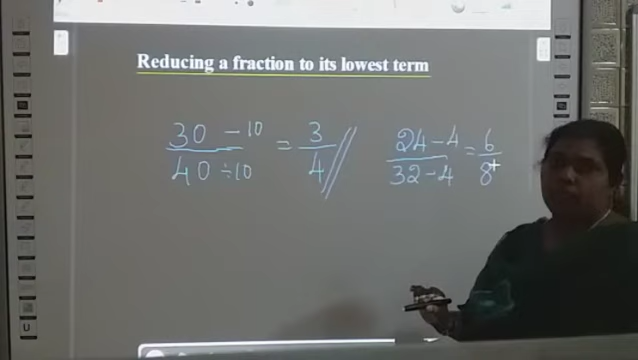 Reducing a fraction to its lowest term
30 – 10 / 40 ÷ 10 = 3 / 4 //
24 – 4 / 32 – 4 = 6 / 8
U